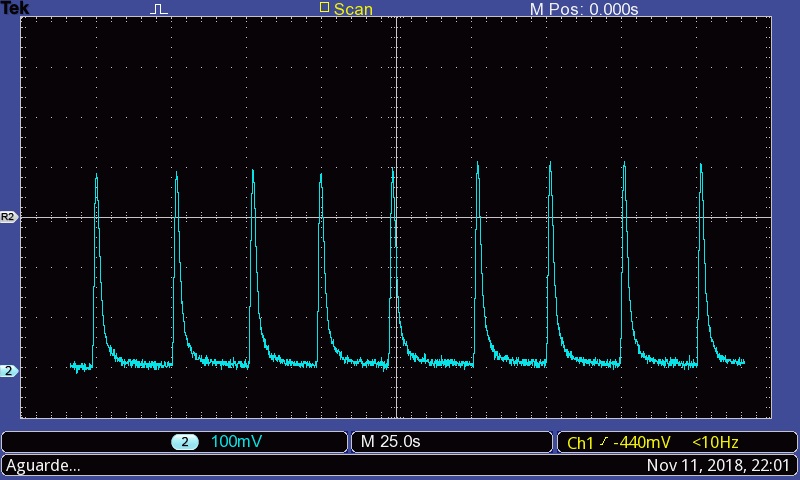 Tek Scan M Pos: 0.000s
R2
2
2 100mV M 25.0s Ch1 -440mV <10Hz
Aguarde... Nov 11, 2018, 22:01